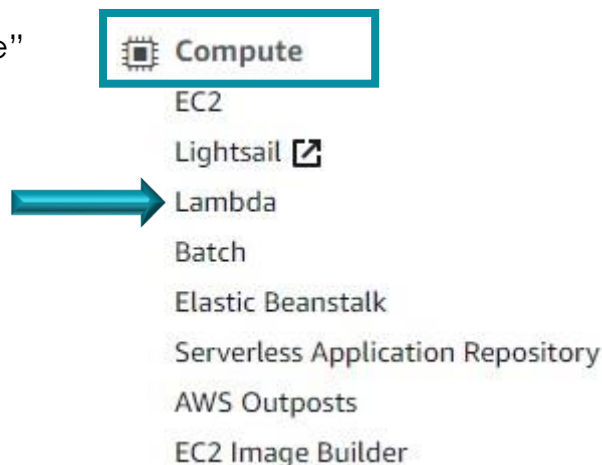 e”
Compute
EC2
Lightsail
Lambda
Batch
Elastic Beanstalk
Serverless Application Repository
AWS Outposts
EC2 Image Builder